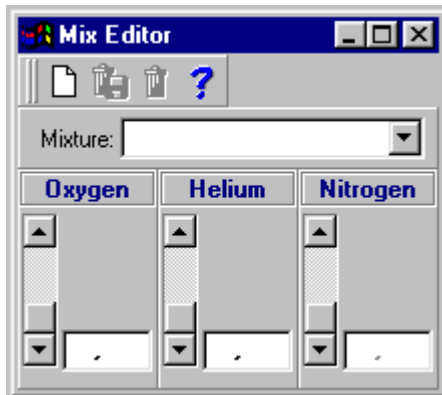 Mix Editor
?
Mixture:
Oxygen Helium Nitrogen
, , ,